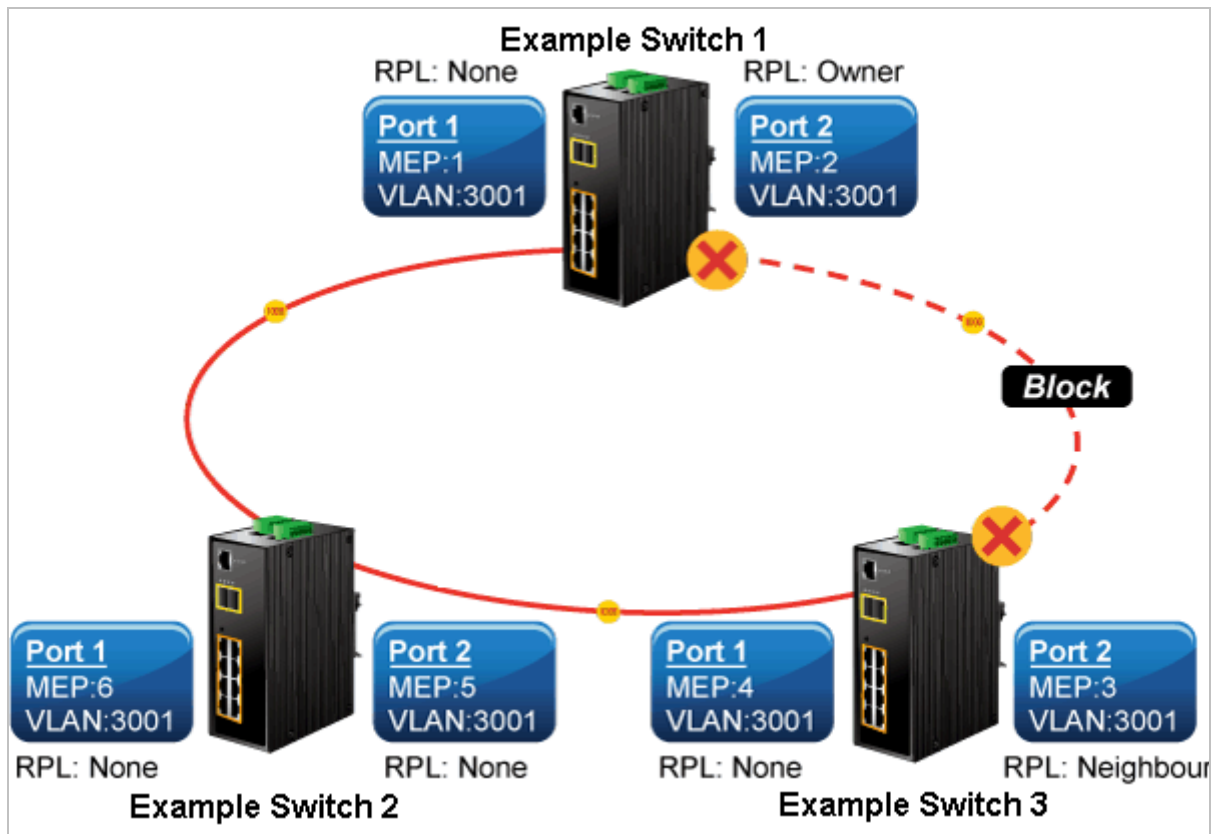 Example Switch 1
RPL: None
RPL: Owner
Port 1
MEP:1
VLAN:3001
Port 2
MEP:2
VLAN:3001
Block
Port 1
MEP:6
VLAN:3001
RPL: None
Port 2
MEP:5
VLAN:3001
RPL: None
Example Switch 2
Port 1
MEP:4
VLAN:3001
RPL: None
Port 2
MEP:3
VLAN:3001
RPL: Neighbour
Example Switch 3